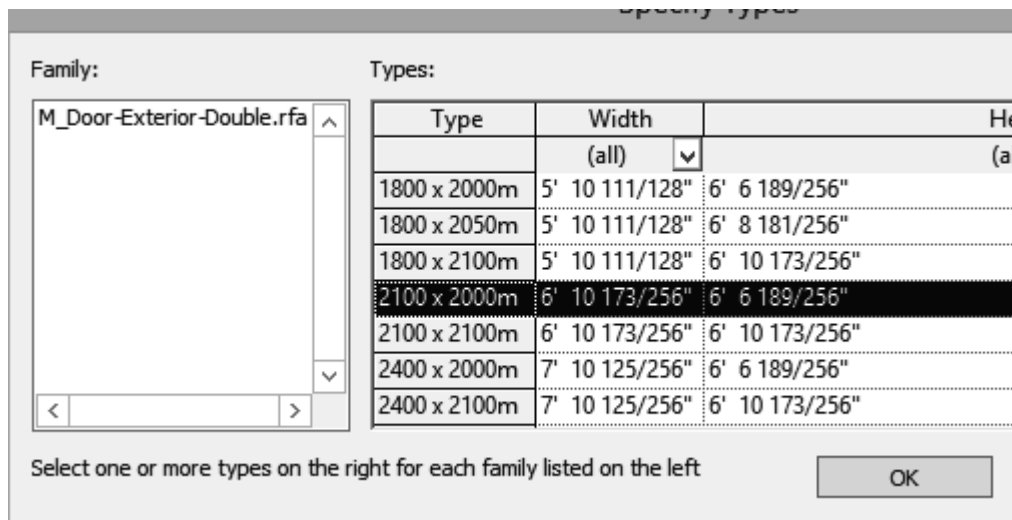 Specify Types
Family:
Types:
M_Door-Exterior-Double.rfa
Type Width He
(all) (a
1800 x 2000m 5' 10 111/128" 6' 6 189/256"
1800 x 2050m 5' 10 111/128" 6' 8 181/256"
1800 x 2100m 5' 10 111/128" 6' 10 173/256"
2100 x 2000m 6' 10 173/256" 6' 6 189/256"
2100 x 2100m 6' 10 173/256" 6' 10 173/256"
2400 x 2000m 7' 10 125/256" 6' 6 189/256"
2400 x 2100m 7' 10 125/256" 6' 10 173/256"
Select one or more types on the right for each family listed on the left
OK